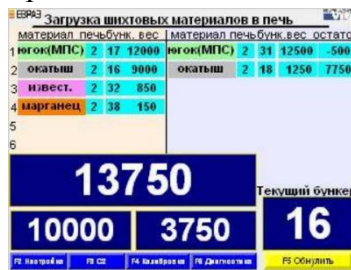 ЕВРАЗ Загрузка шихтовых материалов в печь
материал печь бунк. вес материал печь бунк. вес остато
1 югок(МПС) 2 17 12000 югок(МПС) 2 31 12500 -500
2 окатыш 2 16 9000 окатыш 2 18 1250 7750
3 извест. 2 32 850
4 марганец 2 38 150
5
6
13750
Текущий бункер
10000 3750 16
F2 Настройки F3 C2 F4 Калибровка F8 Диагностика F5 Обнулить